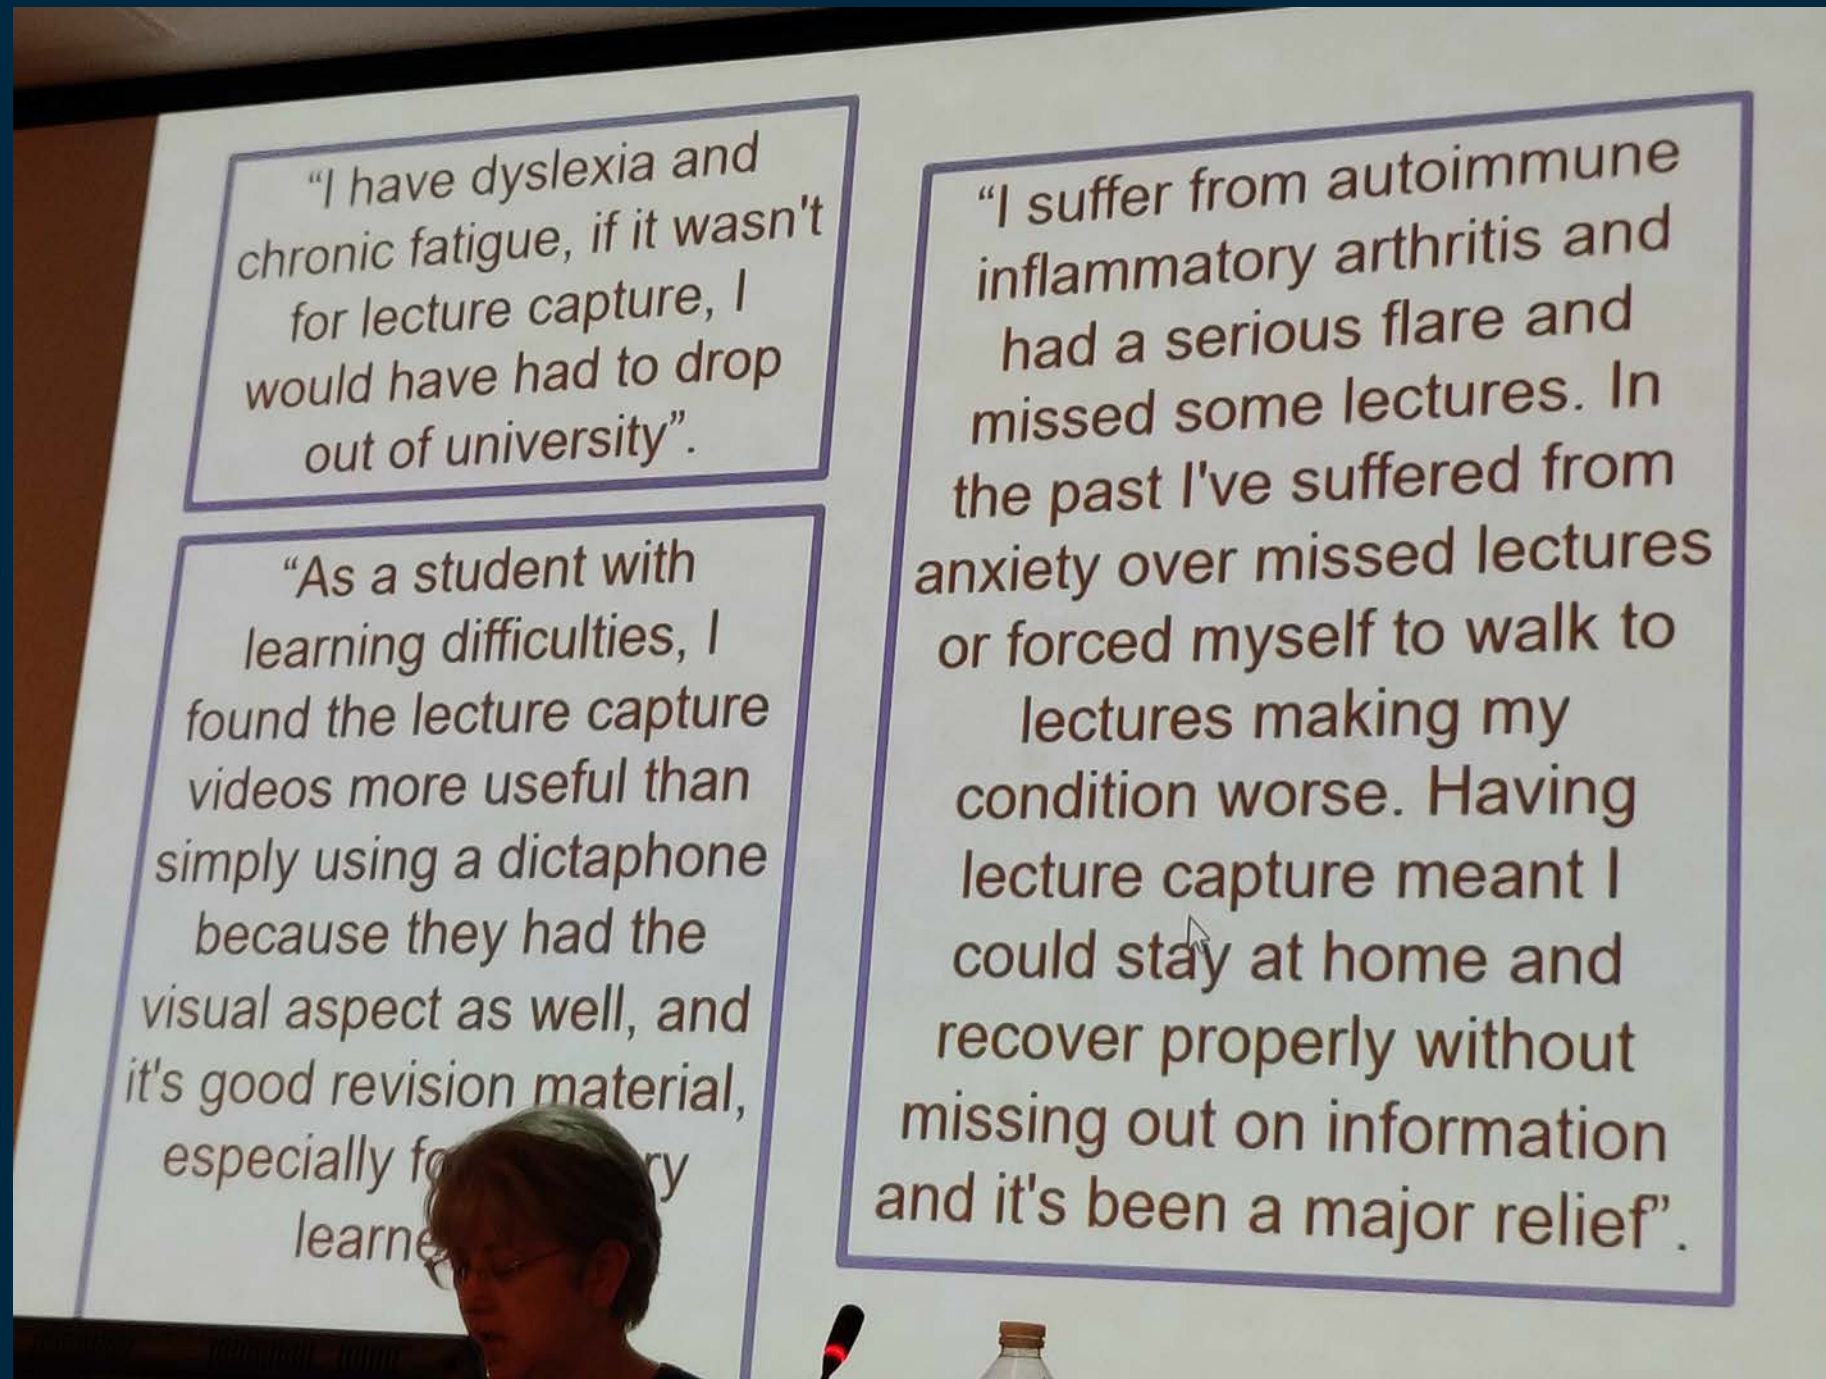 “I have dyslexia and
chronic fatigue, if it wasn't
for lecture capture, I
would have had to drop
out of university”.
“As a student with
learning difficulties, I
found the lecture capture
videos more useful than
simply using a dictaphone
because they had the
visual aspect as well, and
it's good revision material,
especially
“I suffer from autoimmune
inflammatory arthritis and
had a serious flare and
missed some lectures. In
the past I've suffered from
anxiety over missed lectures
or forced myself to walk to
lectures making my
condition worse. Having
lecture capture meant I
could stay at home and
recover properly without
missing out on information
and it's been a major relief”.